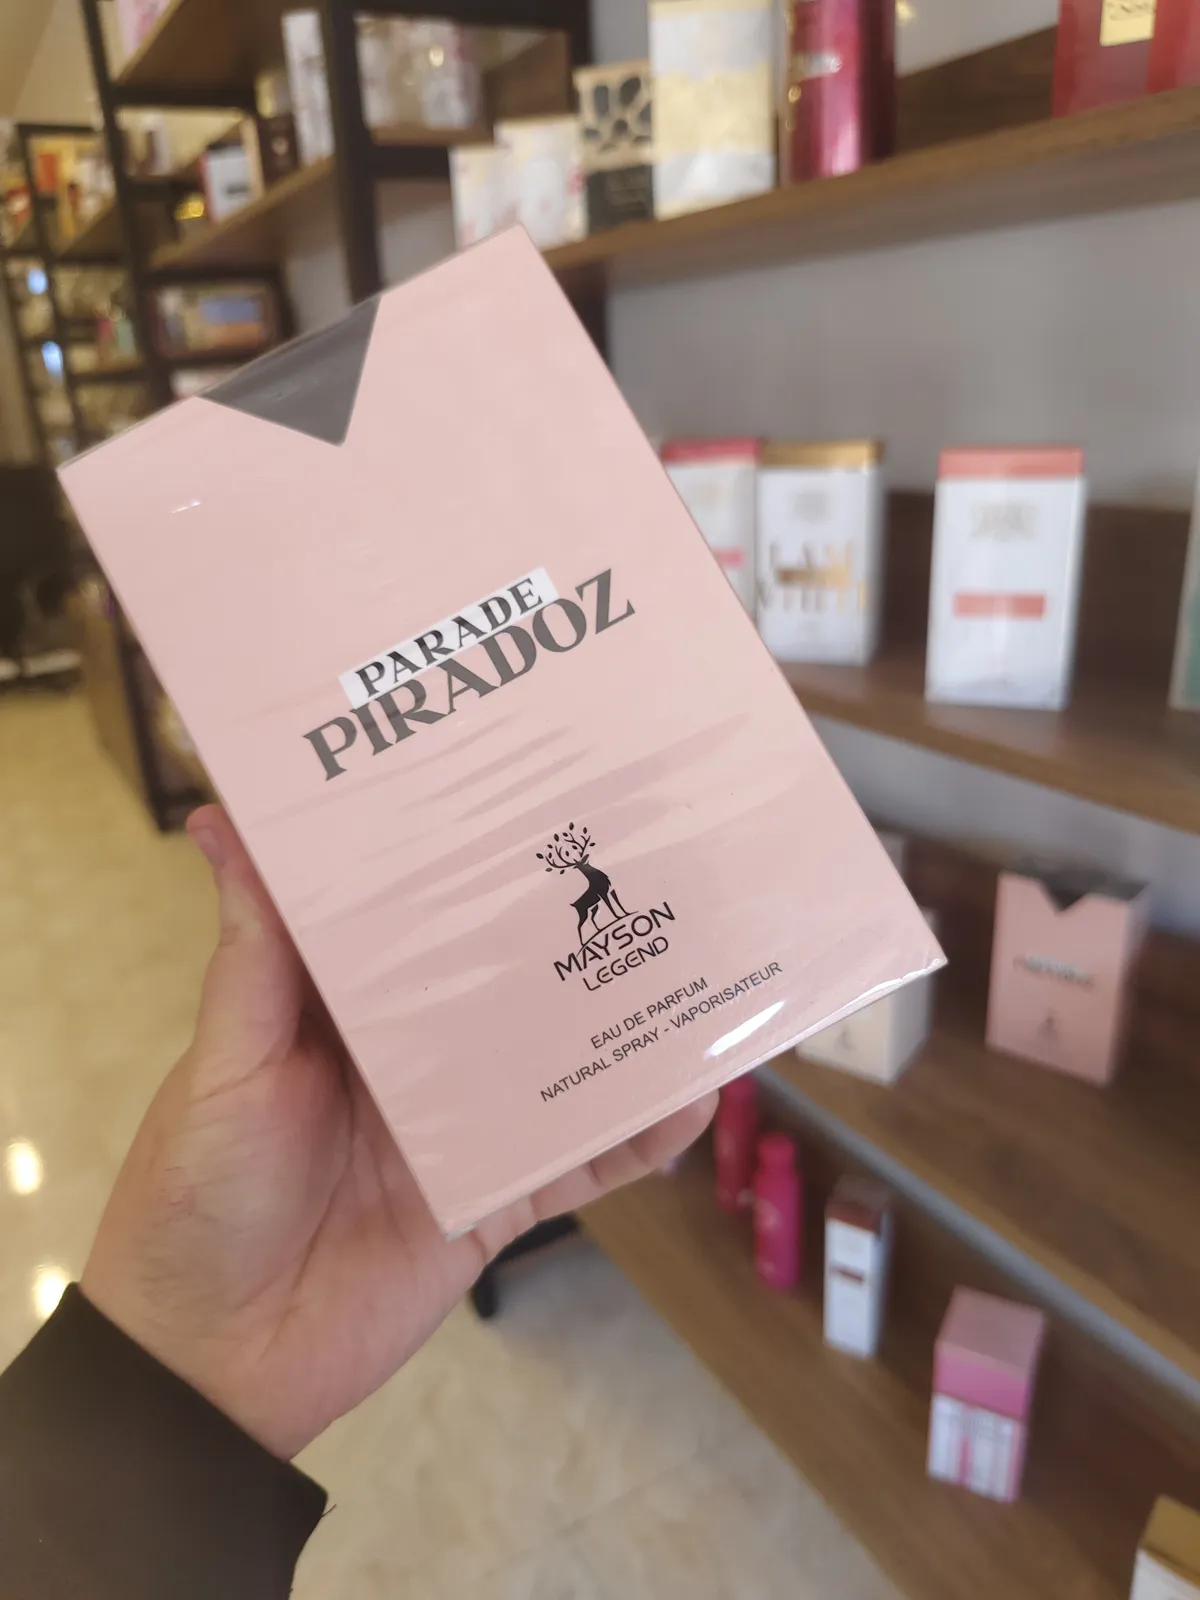 PARADE
PIRADOZ
MAYSON
LEGEND
EAU DE PARFUM
NATURAL SPRAY - VAPORISATEUR